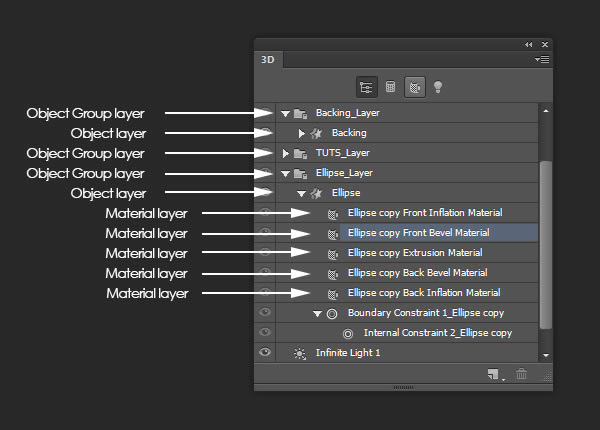 3D
Object Group layer Backing_Layer
Object layer Backing
Object Group layer TUTS_Layer
Object Group layer Ellipse_Layer
Object layer Ellipse
Material layer Ellipse copy Front Inflation Material
Material layer Ellipse copy Front Bevel Material
Material layer Ellipse copy Extrusion Material
Material layer Ellipse copy Back Bevel Material
Material layer Ellipse copy Back Inflation Material
Boundary Constraint 1_Ellipse copy
Internal Constraint 2_Ellipse copy
Infinite Light 1